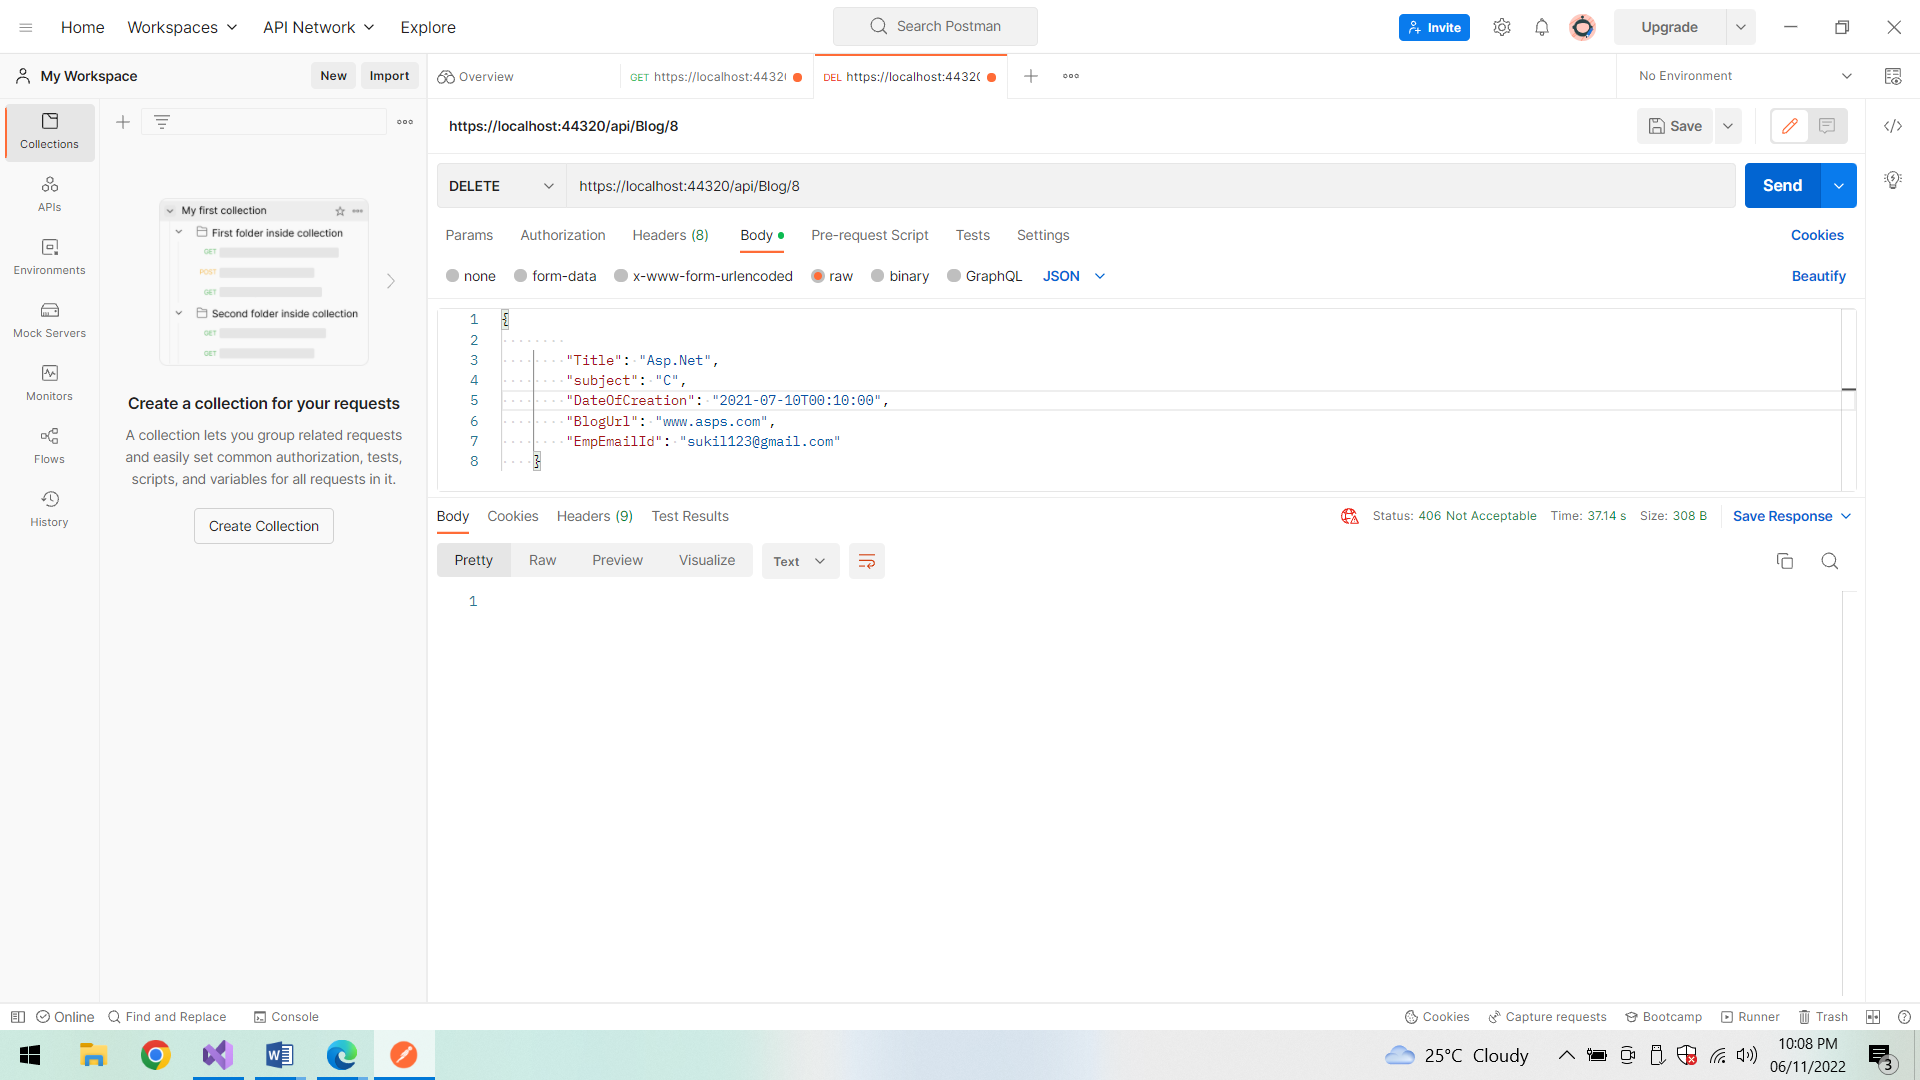 Home Workspaces API Network Explore Search Postman Invite Upgrade
My Workspace New Import Overview GET https://localhost:4432 DEL https://localhost:44320 No Environment
Collections
APIs
Environments
Mock Servers
Monitors
Flows
History
My first collection
First folder inside collection
GET
POST
GET
Second folder inside collection
GET
GET
Create a collection for your requests
A collection lets you group related requests
and easily set common authorization, tests,
scripts, and variables for all requests in it.
Create Collection
https://localhost:44320/api/Blog/8 Save
DELETE https://localhost:44320/api/Blog/8 Send
Params Authorization Headers (8) Body Pre-request Script Tests Settings Cookies
none form-data x-www-form-urlencoded raw binary GraphQL JSON Beautify
1 {
2
3 "Title": "Asp.Net",
4 "subject": "C",
5 "DateOfCreation": "2021-07-10T00:10:00",
6 "BlogUrl": "www.asps.com",
7 "EmpEmailId": "sukil123@gmail.com"
8 }
Body Cookies Headers (9) Test Results Status: 406 Not Acceptable Time: 37.14 s Size: 308 B Save Response
Pretty Raw Preview Visualize Text
1
Online Find and Replace Console Cookies Capture requests Bootcamp Runner Trash
25°C Cloudy 10:08 PM
06/11/2022 3